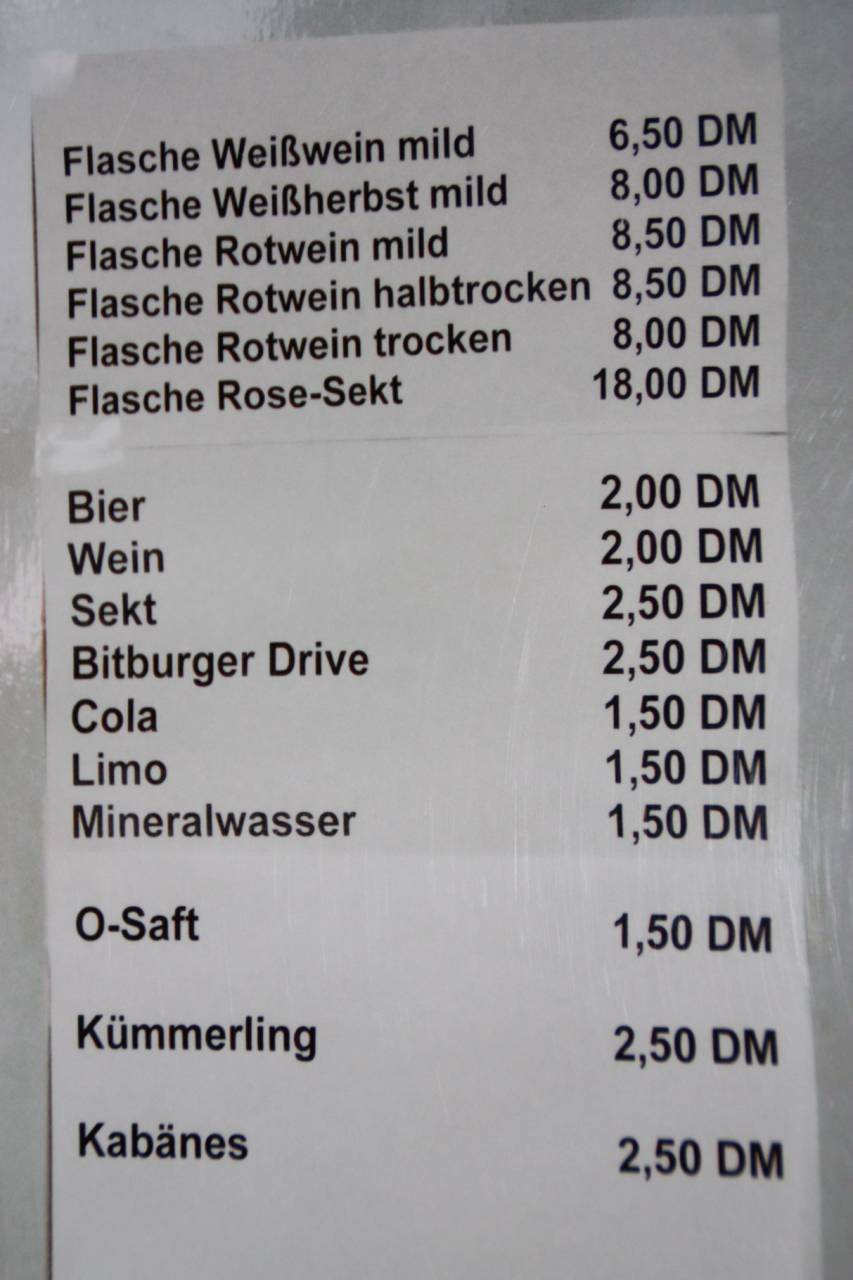 Flasche Weißwein mild 6,50 DM
Flasche Weißherbst mild 8,00 DM
Flasche Rotwein mild 8,50 DM
Flasche Rotwein halbtrocken 8,50 DM
Flasche Rotwein trocken 8,00 DM
Flasche Rose-Sekt 18,00 DM
Bier 2,00 DM
Wein 2,00 DM
Sekt 2,50 DM
Bitburger Drive 2,50 DM
Cola 1,50 DM
Limo 1,50 DM
Mineralwasser 1,50 DM
O-Saft 1,50 DM
Kümmerling 2,50 DM
Kabänes 2,50 DM